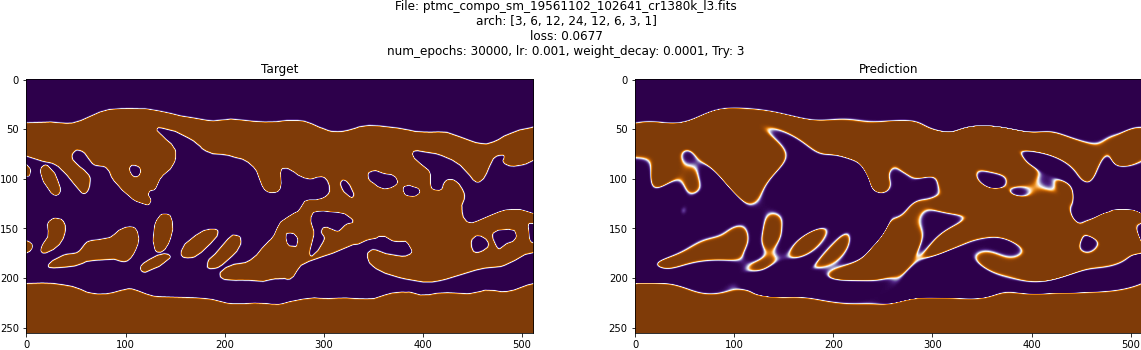 File: ptmc_compo_sm_19561102_102641_cr1380k_l3.fits
arch: [3, 6, 12, 24, 12, 6, 3, 1]
loss: 0.0677
num_epochs: 30000, lr: 0.001, weight_decay: 0.0001, Try: 3
Target
0
50
100
150
200
250
0 100 200 300 400 500
Prediction
0
50
100
150
200
250
0 100 200 300 400 500